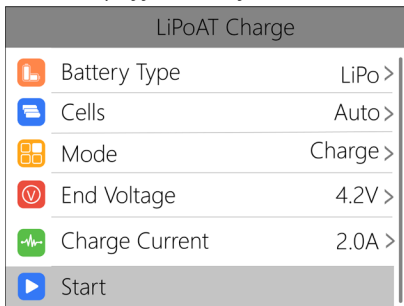 LiPoAT Charge
Battery Type LiPo >
Cells Auto >
Mode Charge >
End Voltage 4.2V >
Charge Current 2.0A >
Start